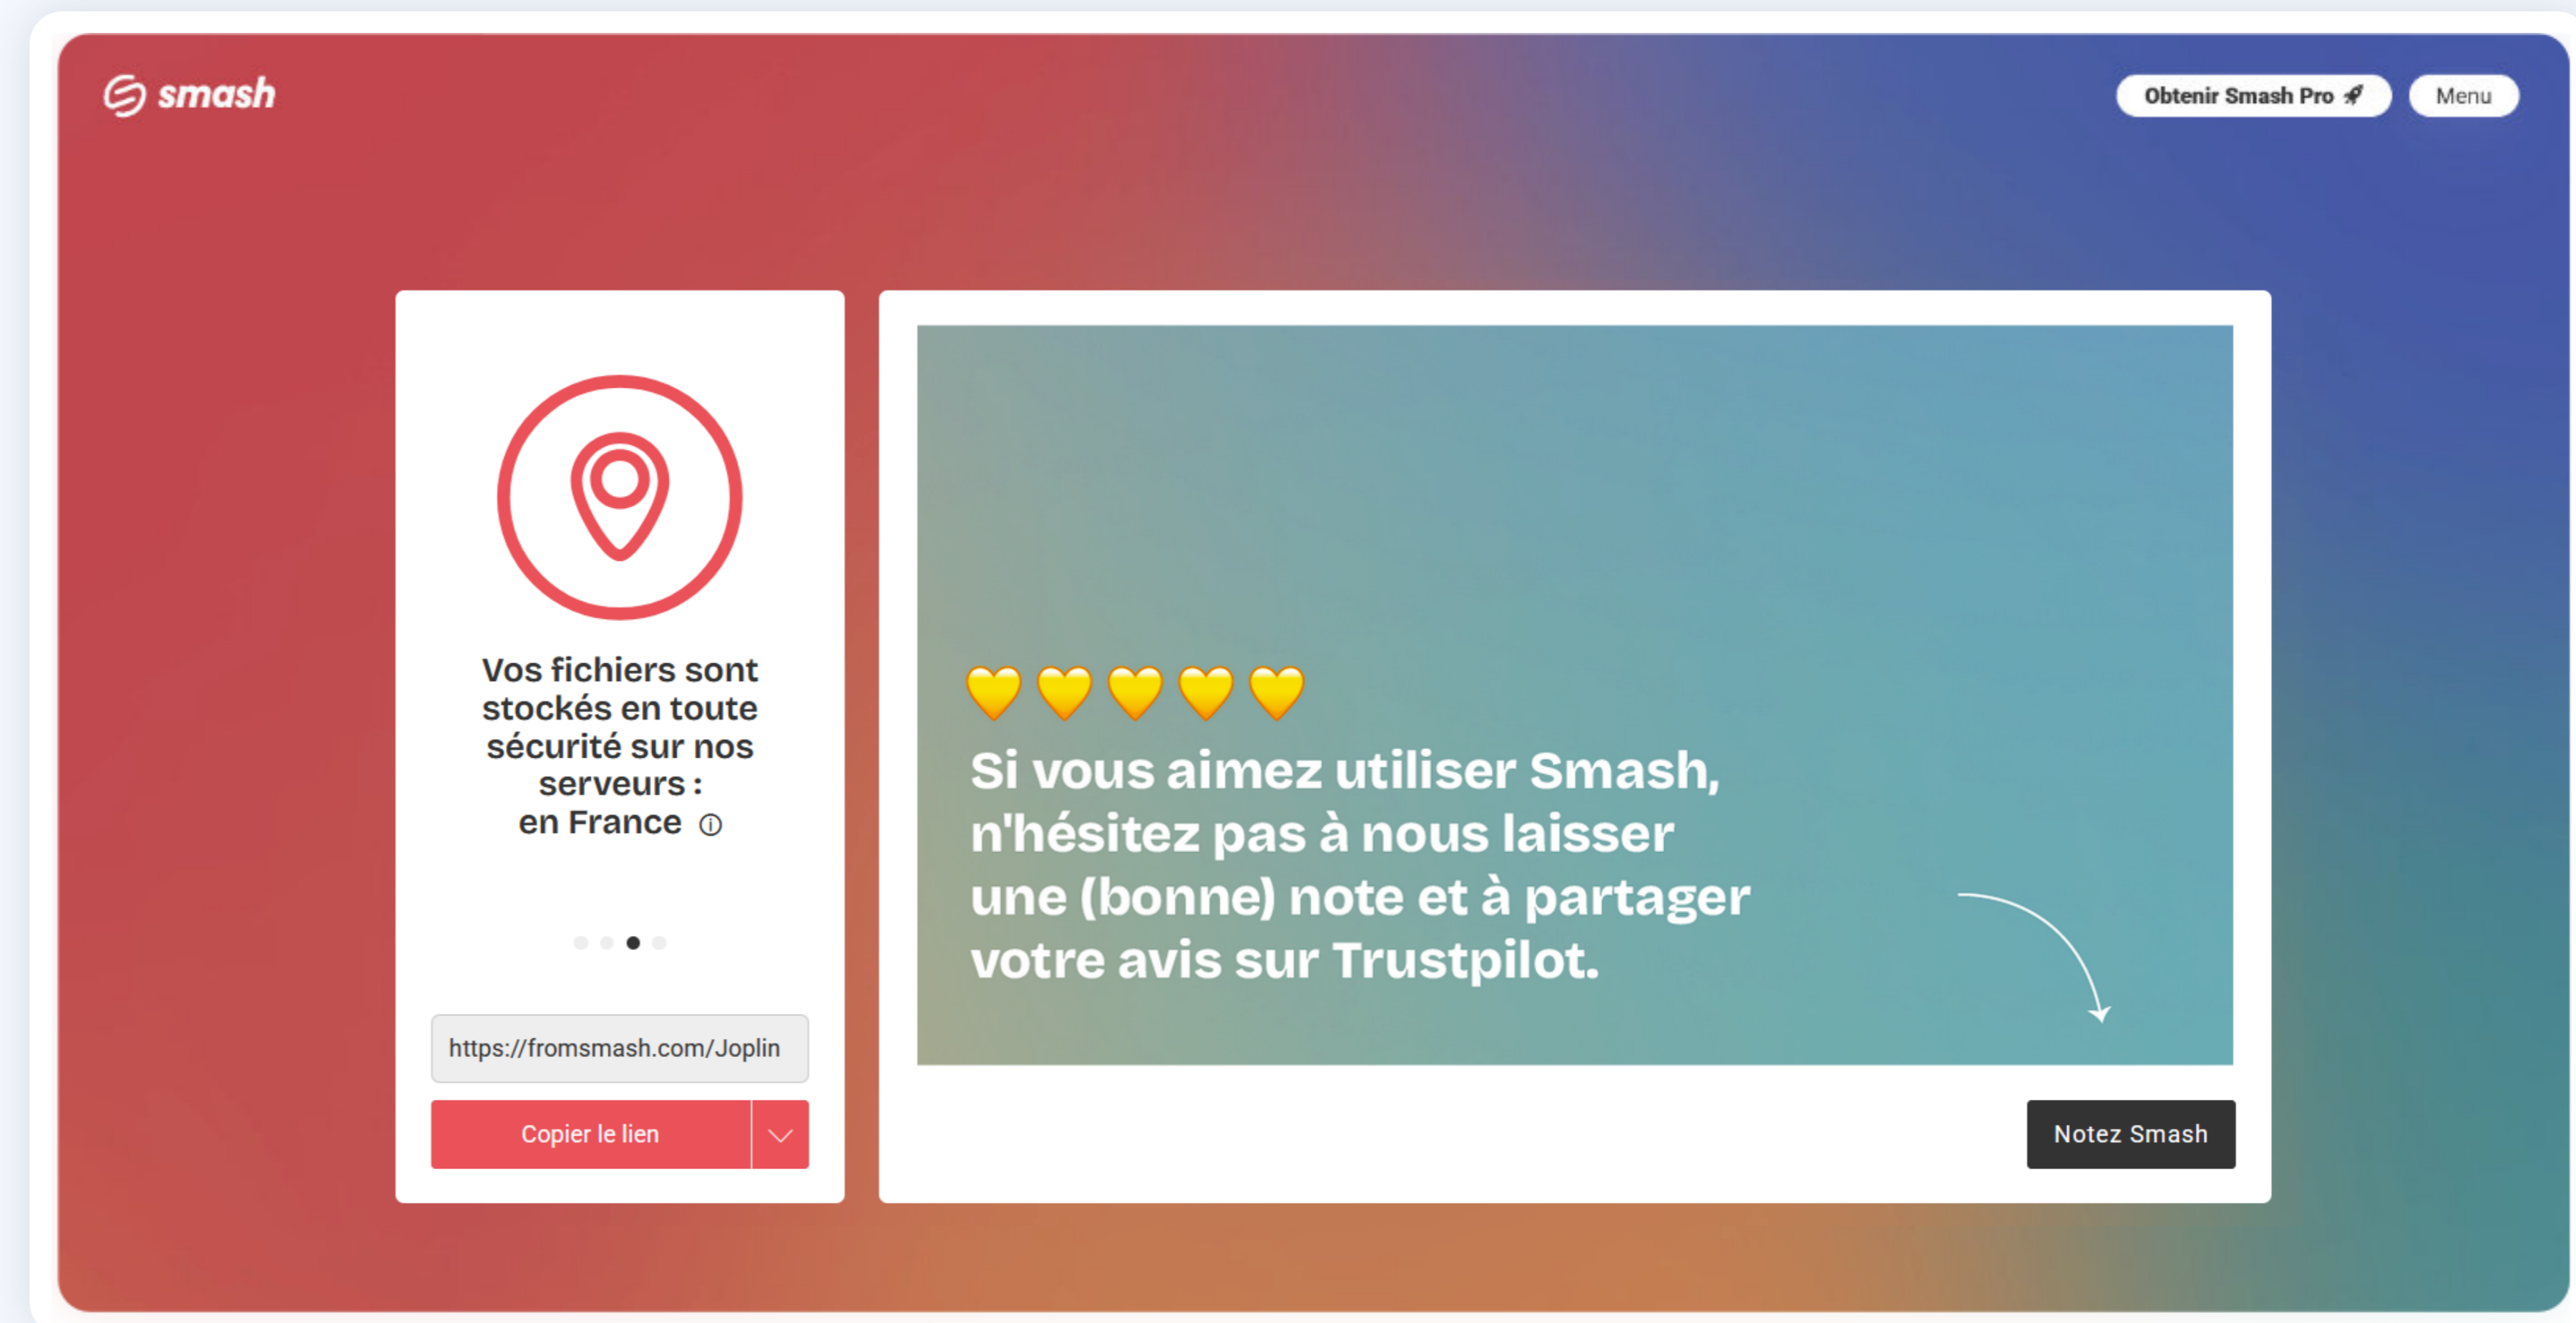 smash
Obtenir Smash Pro
Menu
Vos fichiers sont
stockés en toute
sécurité sur nos
serveurs :
en France
https://fromsmash.com/Joplin
Copier le lien
Si vous aimez utiliser Smash,
n'hésitez pas à nous laisser
une (bonne) note et à partager
votre avis sur Trustpilot.
Notez Smash